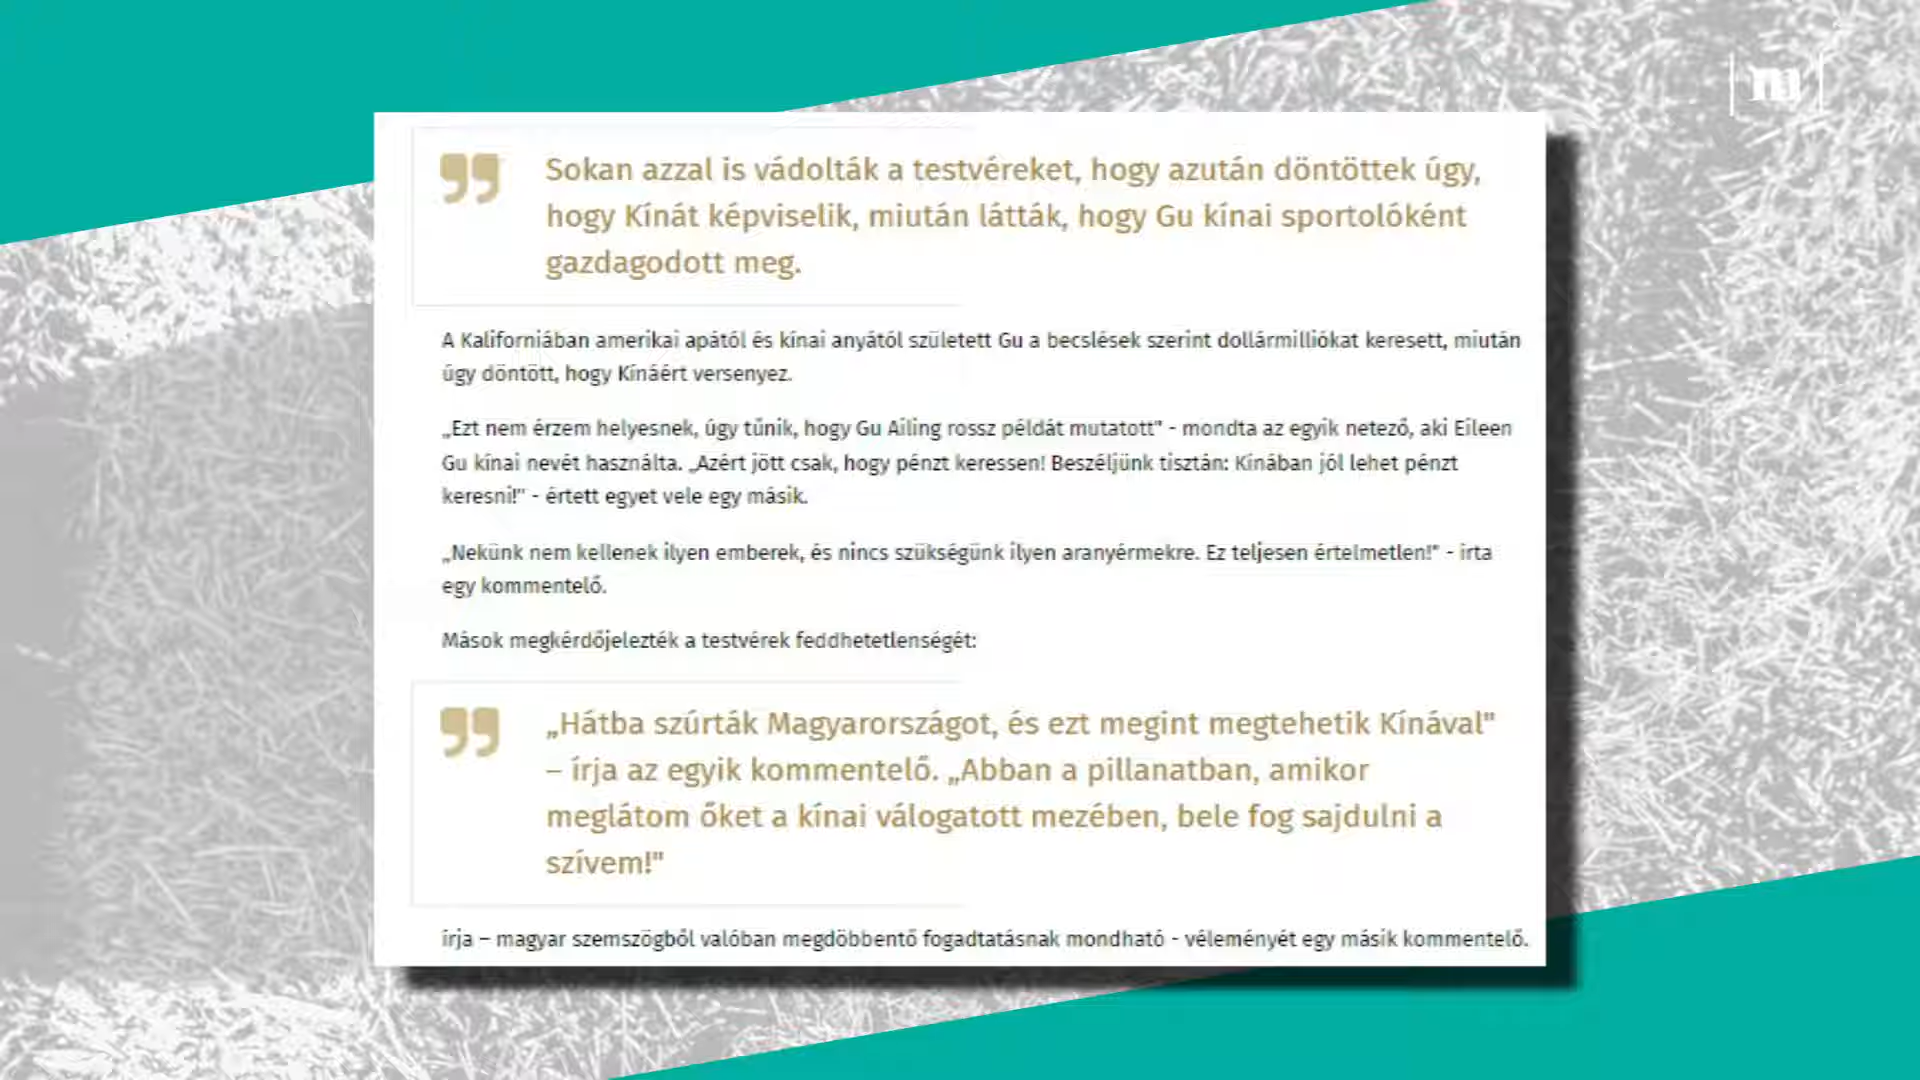 Sokan azzal is vádolták a testvéreket, hogy azután döntöttek úgy,
hogy Kínát képviselik, miután látták, hogy Gu kínai sportolóként
gazdagodott meg.
A Kaliforniában amerikai apától és kínai anyától született Gu a becslések szerint dollármilliókat keresett, miután
úgy döntött, hogy Kínáért versenyez.
„Ezt nem érzem helyesnek, úgy tűnik, hogy Gu Ailing rossz példát mutatott" - mondta az egyik netező, aki Eileen
Gu kínai nevét használta. „Azért jött csak, hogy pénzt keressen! Beszéljünk tisztán: Kínában jól lehet pénzt
keresni!" - értett egyet vele egy másik.
„Nekünk nem kellenek ilyen emberek, és nincs szükségünk ilyen aranyérmekre. Ez teljesen értelmetlen!" - írta
egy kommentelő.
Mások megkérdőjelezték a testvérek feddhetetlenségét:
„Hátba szúrták Magyarországot, és ezt megint megtehetik Kínával"
– írja az egyik kommentelő. „Abban a pillanatban, amikor
meglátom őket a kínai válogatott mezében, bele fog sajdulni a
szívem!"
írja – magyar szemszögből valóban megdöbbentő fogadtatásnak mondható - véleményét egy másik kommentelő.